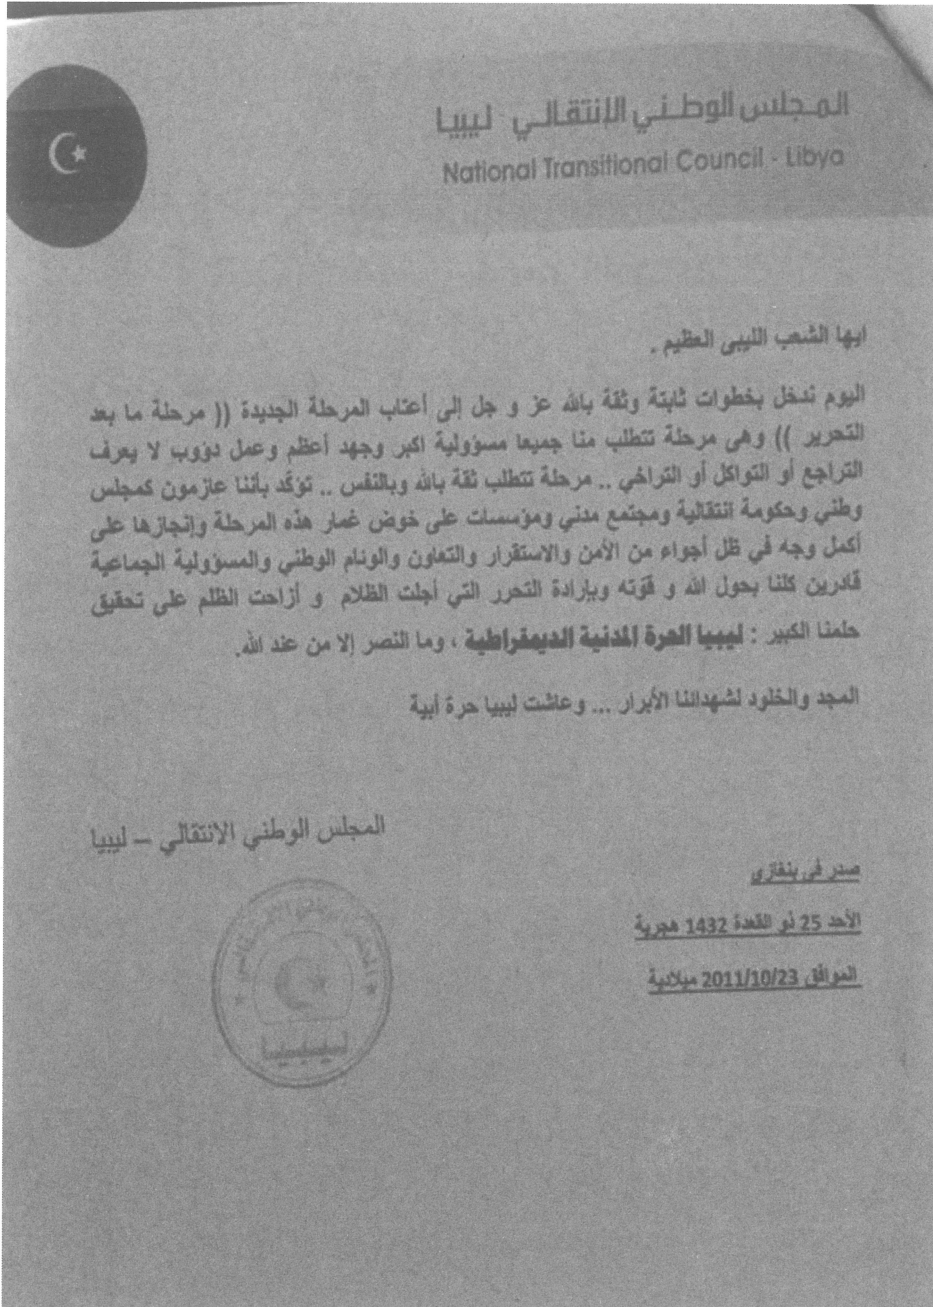 المجلس الوطني الإنتقالي ليبيا
National Transitional Council - Libya
ايها الشعب الليبى العظيم .
اليوم ندخل بخطوات ثابتة وثقة بالله عز و جل إلى أعتاب المرحلة الجديدة (( مرحلة ما بعد
التحرير )) وهى مرحلة تتطلب منا جميعا مسؤولية اكبر وجهد أعظم وعمل دؤوب لا يعرف
التراجع أو التواكل أو التراخي .. مرحلة تتطلب ثقة بالله وبالنفس .. نؤكد بأننا عازمون كمجلس
وطني وحكومة انتقالية ومجتمع مدني ومؤسسات على خوض غمار هذه المرحلة وإنجازها على
أكمل وجه في ظل أجواء من الأمن والاستقرار والتعاون والوئام الوطني والمسؤولية الجماعية
قادرين كلنا بحول الله و قوته وبإرادة التحرر التي أجلت الظلام و أزاحت الظلم على تحقيق
حلمنا الكبير : ليبيا الحرة المدنية الديمقراطية ، وما النصر إلا من عند الله.
المجد والخلود لشهدائنا الأبرار ... وعاشت ليبيا حرة أبية
المجلس الوطني الانتقالي – ليبيا
صدر فى بنغازي
الأحد 25 ذو القعدة 1432 هجرية
الموافق 2011/10/23 ميلادية
المجلس الوطني الانتقالي
ليبيا